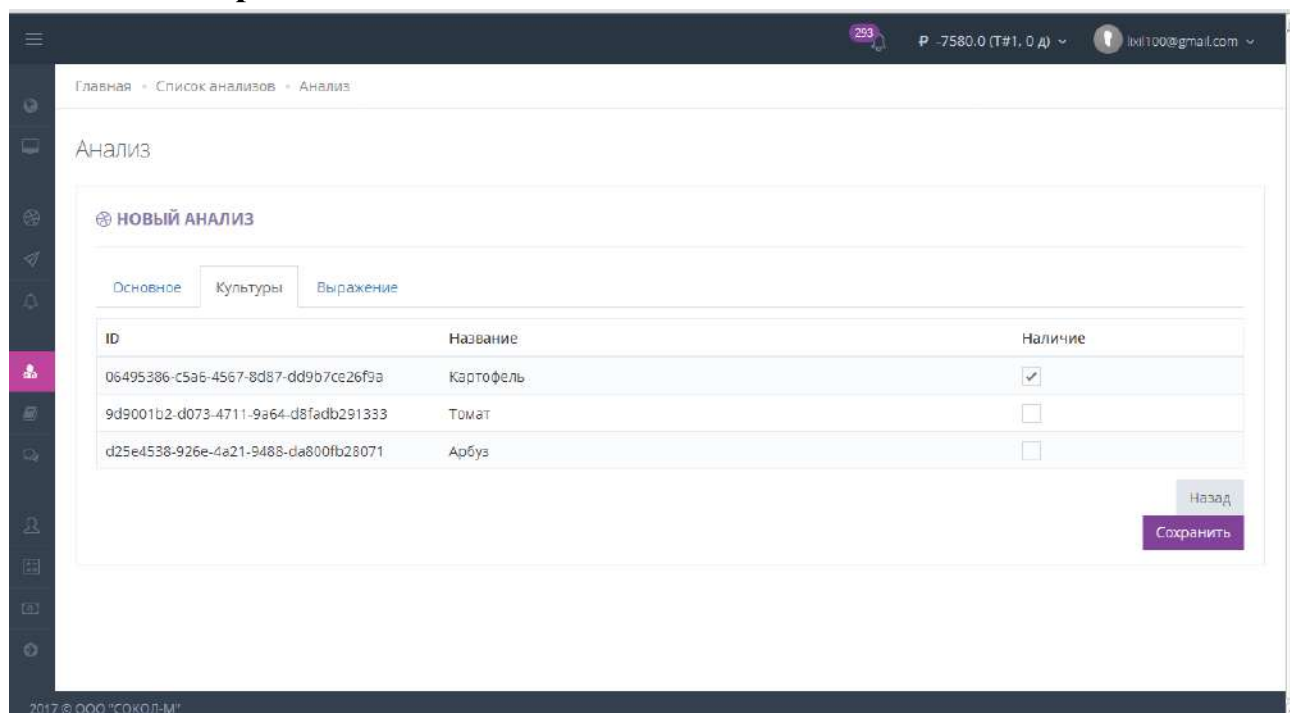 293
₽ -7580.0 (T#1, 0 д)
lixil100@gmail.com
Главная
Список анализов
Анализ
Анализ
НОВЫЙ АНАЛИЗ
Основное Культуры Выражение
ID Название Наличие
06495386-c5a6-4567-8d87-dd9b7ce26f9a Картофель
9d9001b2-d073-4711-9a64-d8fadb291333 Томат
d25e4538-926e-4a21-9488-da800fb28071 Арбуз
Назад
Сохранить
2017 © ООО "СОКОЛ-М"